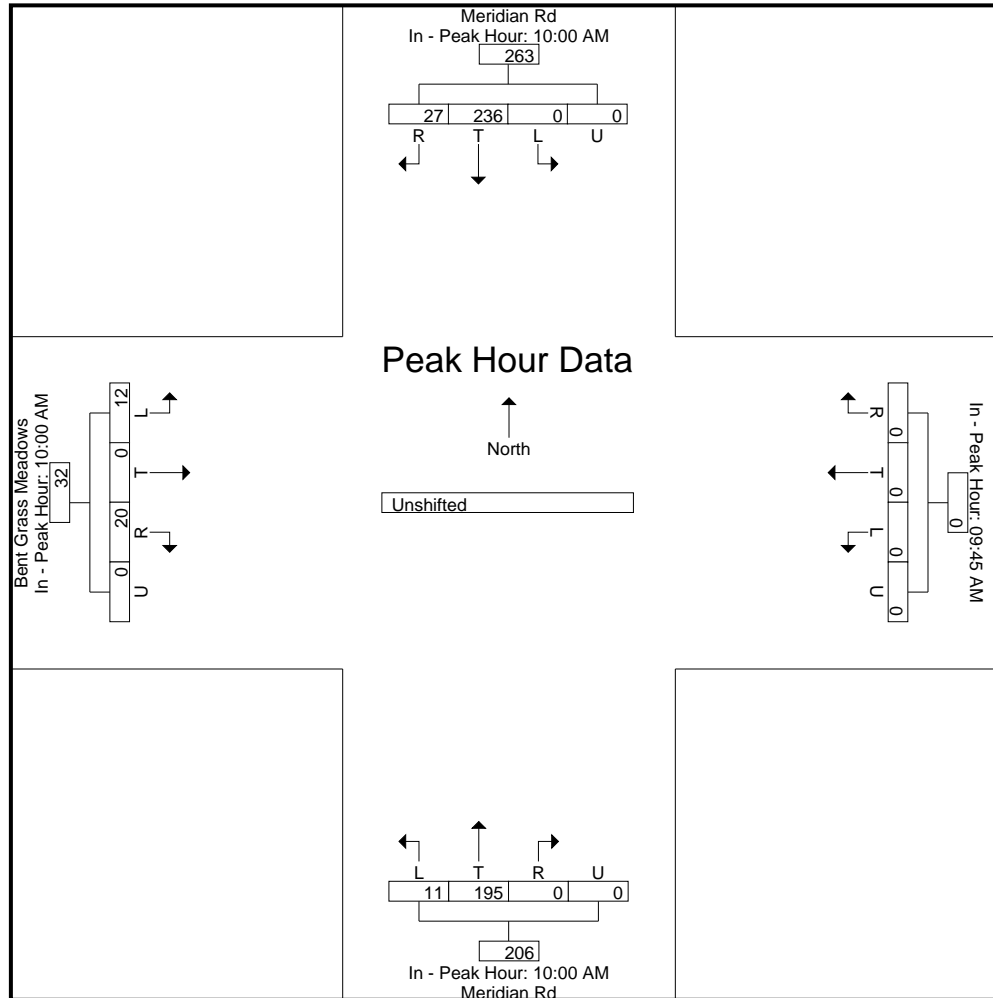 Meridian Rd
In - Peak Hour: 10:00 AM
263
27 236 0 0
R T L U
Peak Hour Data
North
Unshifted
Bent Grass Meadows
In - Peak Hour: 10:00 AM
32
12 0 20 0
L T R U
In - Peak Hour: 09:45 AM
0
0 0 0 0
R T L U
L T R U
11 195 0 0
206
In - Peak Hour: 10:00 AM
Meridian Rd